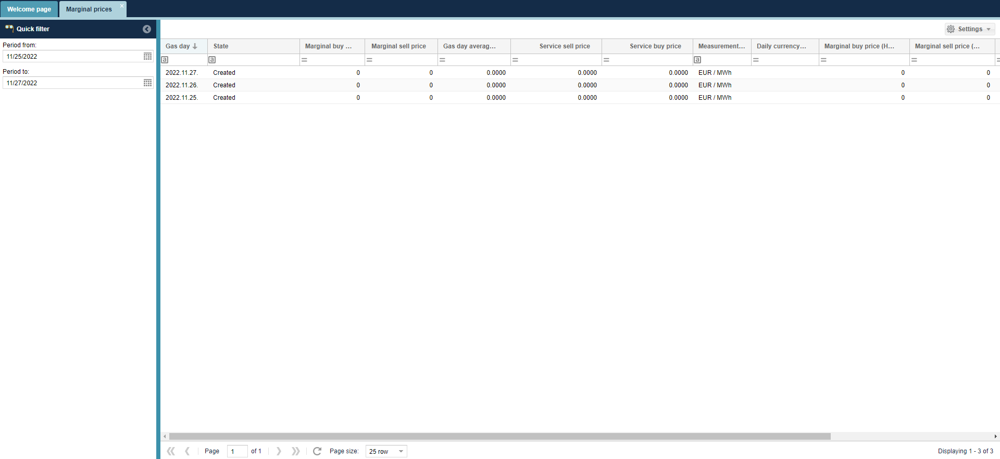 Welcome page
Marginal prices
Quick filter
Period from:
11/25/2022
Period to:
11/27/2022
Settings
Gas day State Marginal buy ... Marginal sell price Gas day averag... Service sell price Service buy price Measurement... Daily currency... Marginal buy price (H... Marginal sell price (...
2022.11.27. Created 0 0 0.0000 0.0000 0.0000 EUR / MWh 0 0
2022.11.26. Created 0 0 0.0000 0.0000 0.0000 EUR / MWh 0 0
2022.11.25. Created 0 0 0.0000 0.0000 0.0000 EUR / MWh 0 0
Page 1 of 1 Page size: 25 row Displaying 1 - 3 of 3